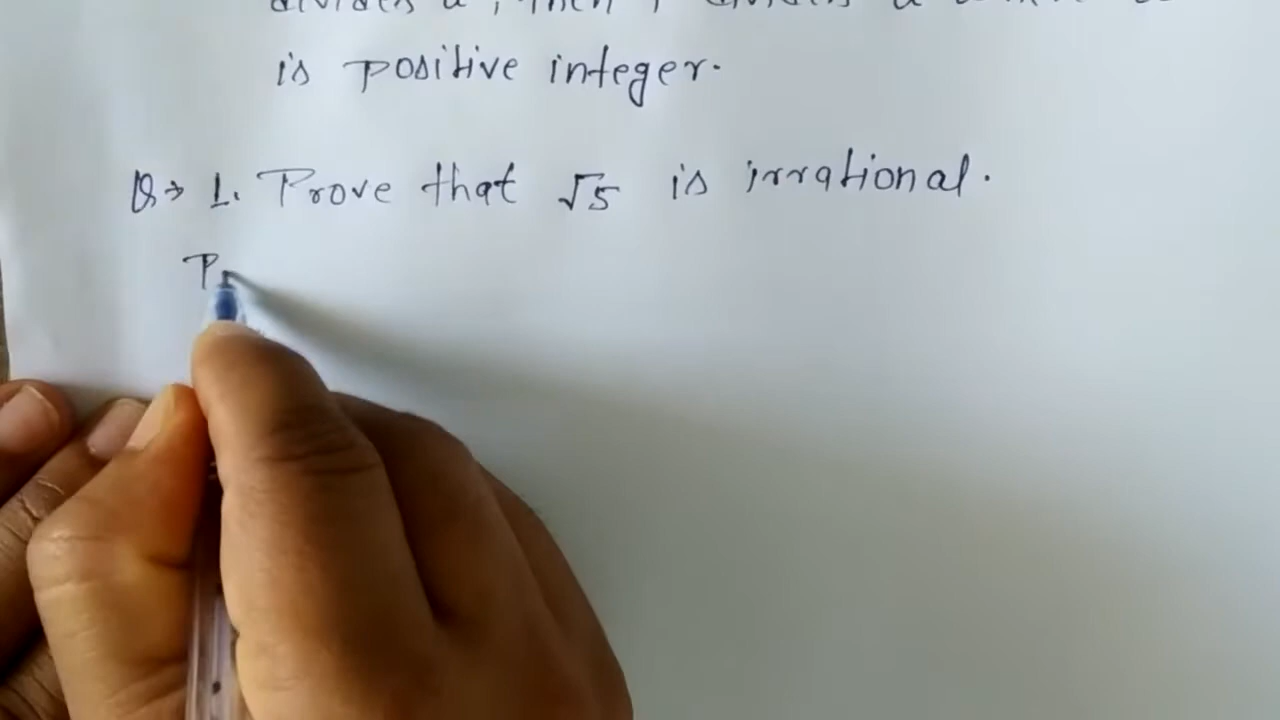 is positive integer.
Q→ 1. Prove that √5 is irrational.
P